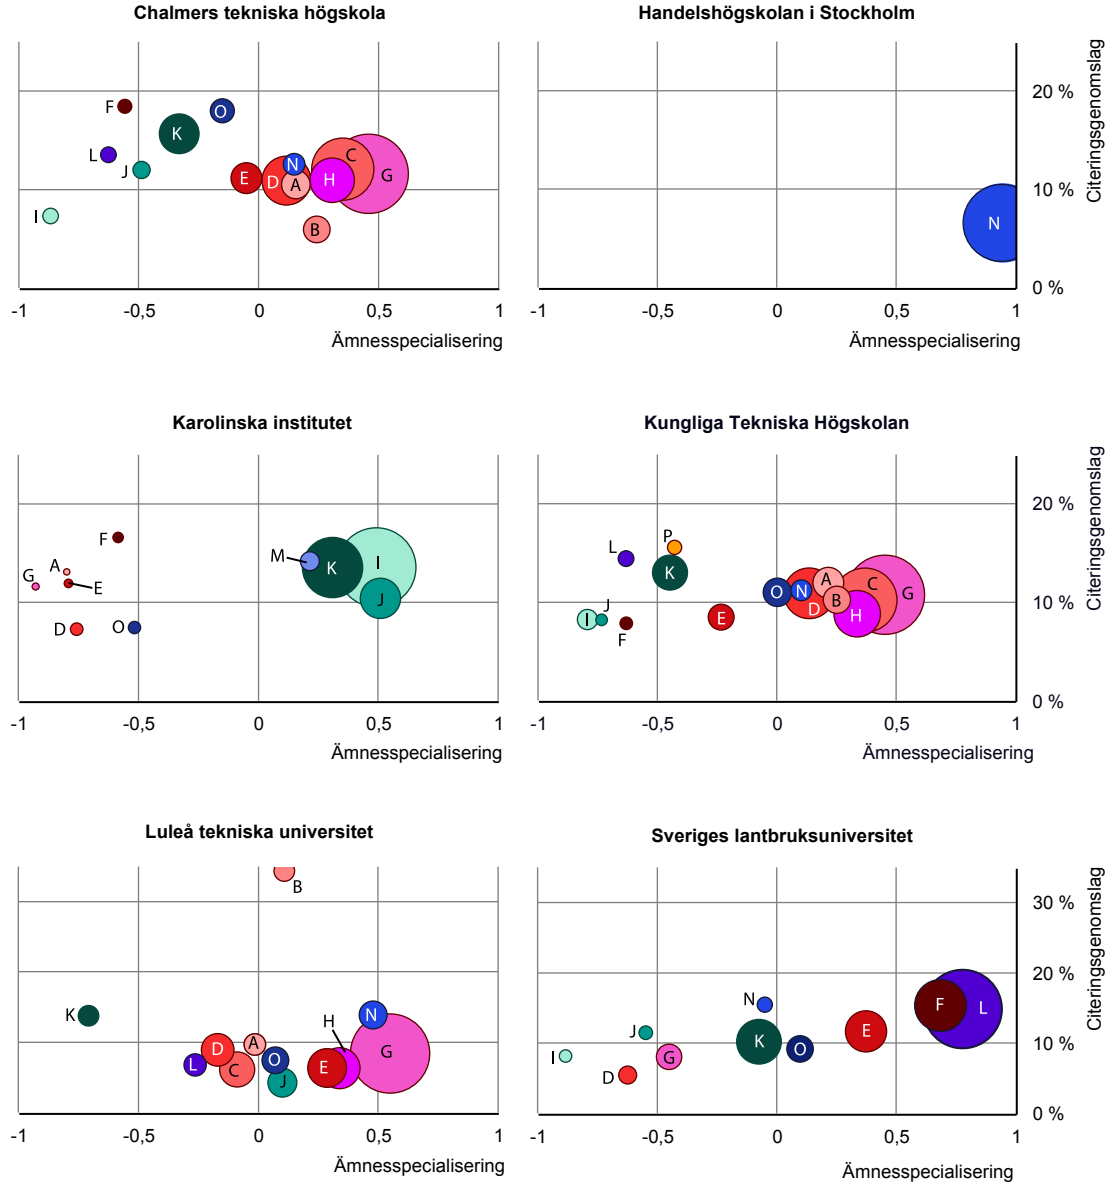 Chalmers tekniska högskola
F
O
K
L
J
E
D
N
A
H
C
G
I
B
-1 -0,5 0 0,5 1
Ämnesspecialisering
Handelshögskolan i Stockholm
N
20 %
10 %
0 %
Citeringsgenomslag
-1 -0,5 0 0,5 1
Ämnesspecialisering
Karolinska institutet
F
A
G
E
D
O
M
K
I
J
-1 -0,5 0 0,5 1
Ämnesspecialisering
Kungliga Tekniska Högskolan
L
P
K
I
J
F
E
O
N
D
A
B
C
H
G
20 %
10 %
0 %
Citeringsgenomslag
-1 -0,5 0 0,5 1
Ämnesspecialisering
Luleå tekniska universitet
B
K
D
A
L
C
O
J
H
E
N
G
-1 -0,5 0 0,5 1
Ämnesspecialisering
Sveriges lantbruksuniversitet
N
J
I
G
D
K
O
E
F
L
30 %
20 %
10 %
0 %
Citeringsgenomslag
-1 -0,5 0 0,5 1
Ämnesspecialisering